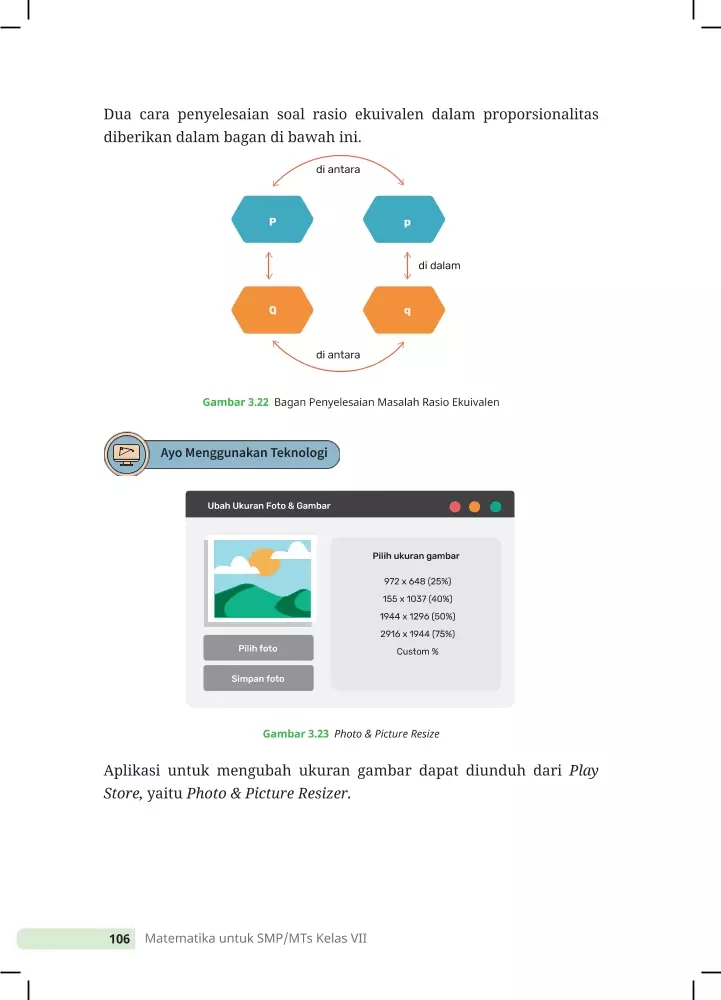 Dua cara penyelesaian soal rasio ekuivalen dalam proporsionalitas
diberikan dalam bagan di bawah ini.
di antara
P
p
di dalam
Q
q
di antara
Gambar 3.22 Bagan Penyelesaian Masalah Rasio Ekuivalen
Ayo Menggunakan Teknologi
Ubah Ukuran Foto & Gambar
Pilih ukuran gambar
972 x 648 (25%)
155 x 1037 (40%)
1944 x 1296 (50%)
2916 x 1944 (75%)
Custom %
Pilih foto
Simpan foto
Gambar 3.23 Photo & Picture Resize
Aplikasi untuk mengubah ukuran gambar dapat diunduh dari Play
Store, yaitu Photo & Picture Resizer.
106 Matematika untuk SMP/MTs Kelas VII